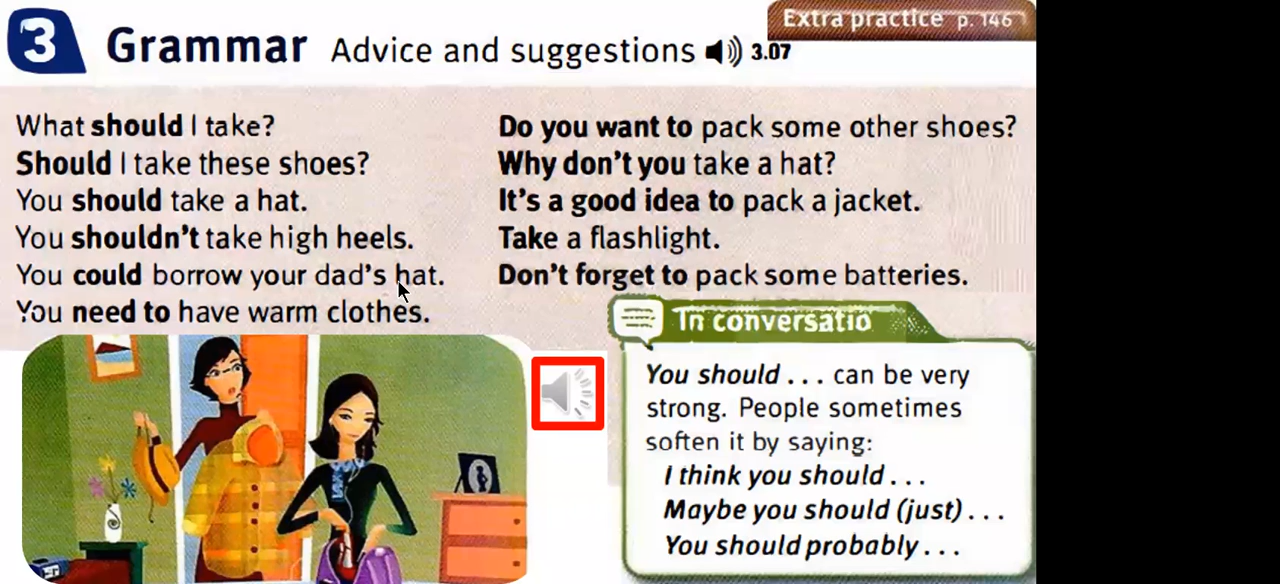 3 Grammar Advice and suggestions 3.07
Extra practice p. 146
What should I take?
Should I take these shoes?
You should take a hat.
You shouldn't take high heels.
You could borrow your dad's hat.
You need to have warm clothes.
Do you want to pack some other shoes?
Why don't you take a hat?
It's a good idea to pack a jacket.
Take a flashlight.
Don't forget to pack some batteries.
In conversatio
You should . . . can be very
strong. People sometimes
soften it by saying:
I think you should . . .
Maybe you should (just) . . .
You should probably . . .